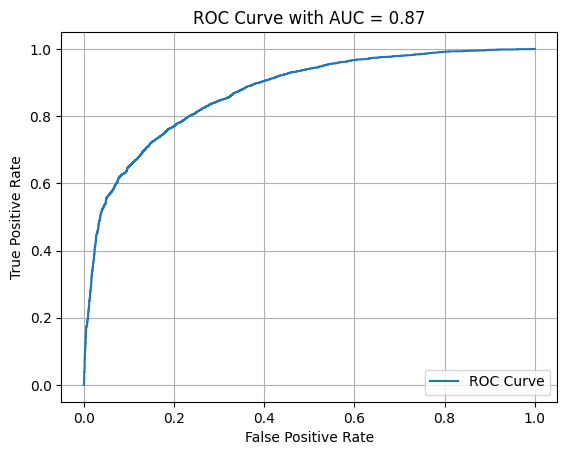 ROC Curve with AUC = 0.87
1.0
0.8
0.6
0.4
0.2
0.0
True Positive Rate
ROC Curve
0.0 0.2 0.4 0.6 0.8 1.0
False Positive Rate